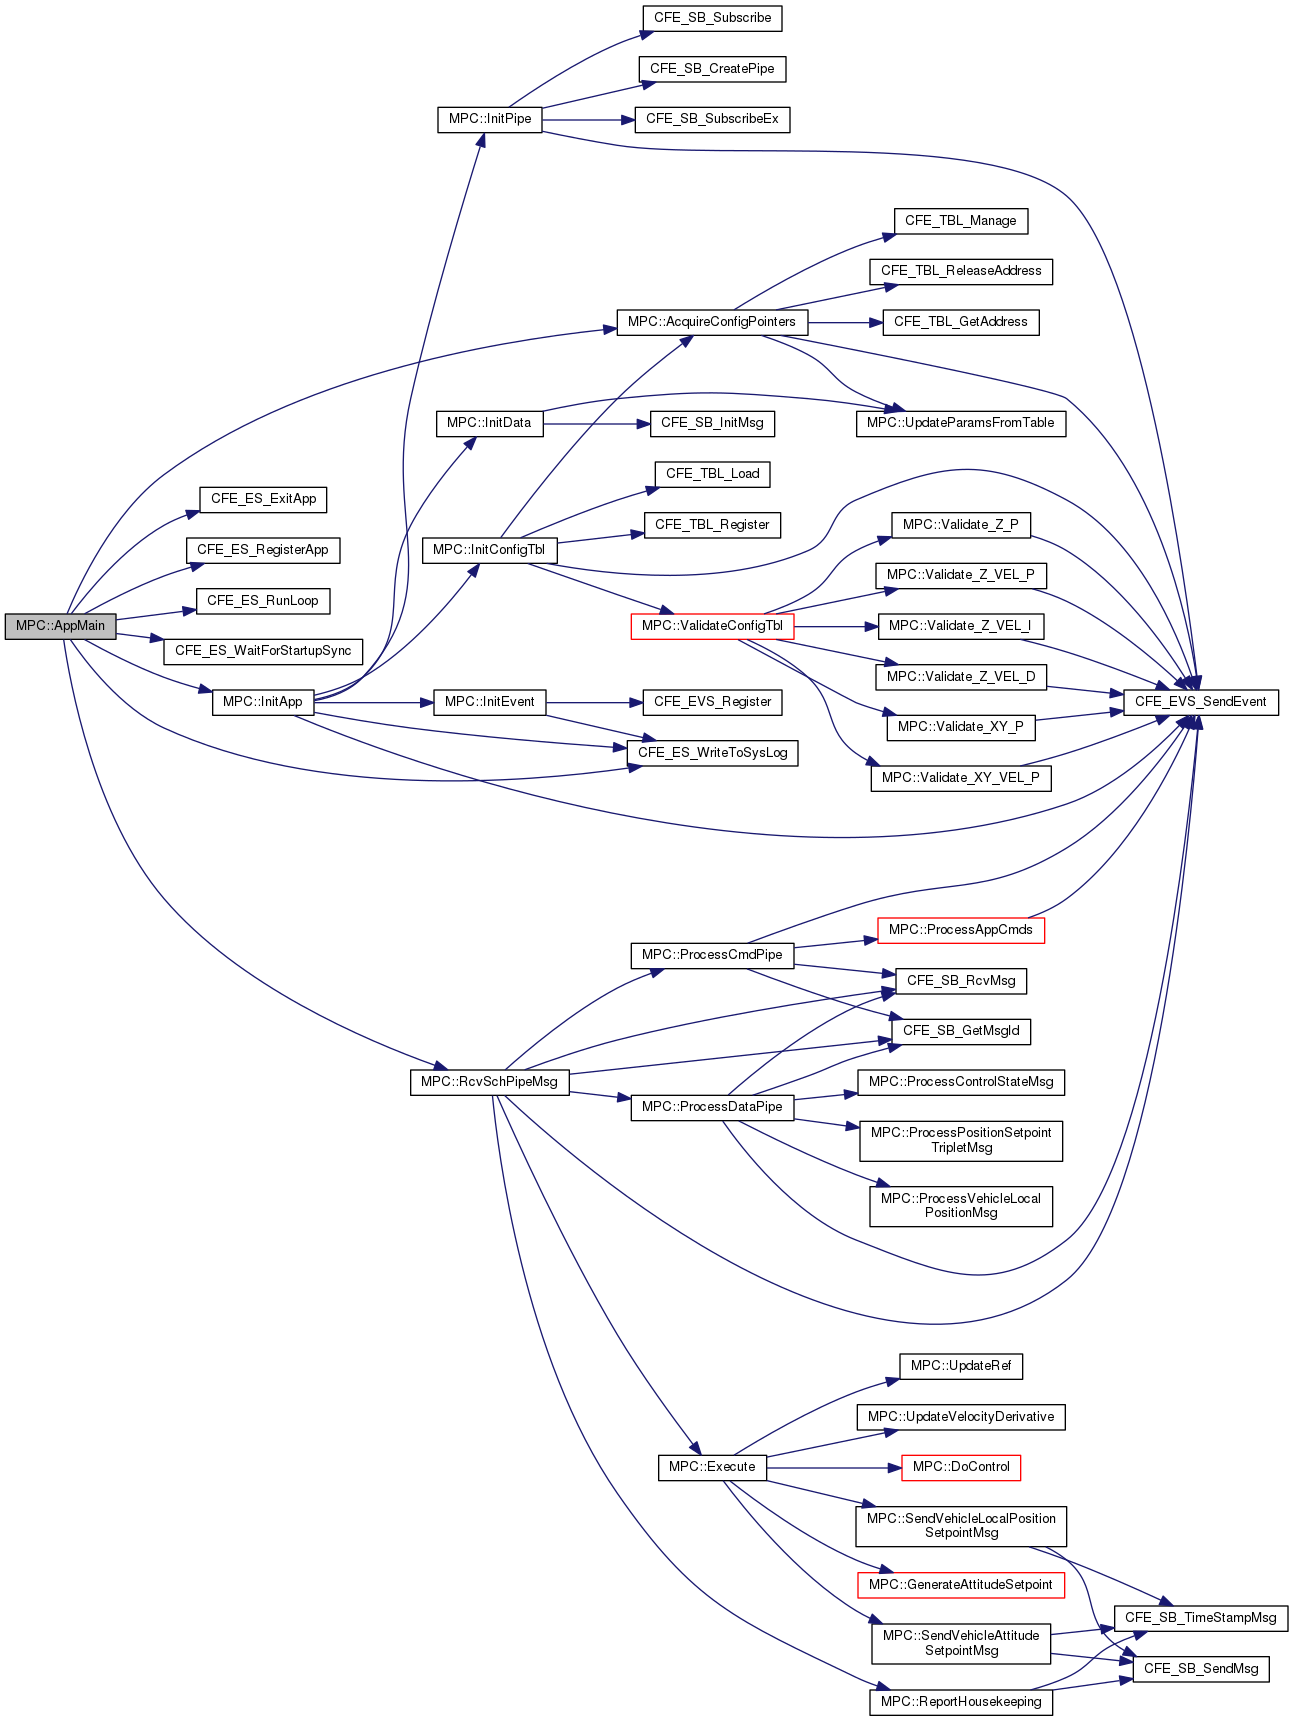 CFE_SB_Subscribe
CFE_SB_CreatePipe
MPC::InitPipe
CFE_SB_SubscribeEx
CFE_TBL_Manage
CFE_TBL_ReleaseAddress
MPC::AcquireConfigPointers
CFE_TBL_GetAddress
MPC::InitData
CFE_SB_InitMsg
MPC::UpdateParamsFromTable
CFE_TBL_Load
CFE_ES_ExitApp
CFE_TBL_Register
MPC::Validate_Z_P
CFE_ES_RegisterApp
MPC::InitConfigTbl
MPC::Validate_Z_VEL_P
CFE_ES_RunLoop
MPC::AppMain
MPC::ValidateConfigTbl
MPC::Validate_Z_VEL_I
CFE_ES_WaitForStartupSync
MPC::Validate_Z_VEL_D
MPC::InitApp
MPC::InitEvent
CFE_EVS_Register
CFE_EVS_SendEvent
MPC::Validate_XY_P
CFE_ES_WriteToSysLog
MPC::Validate_XY_VEL_P
MPC::ProcessAppCmds
MPC::ProcessCmdPipe
CFE_SB_RcvMsg
CFE_SB_GetMsgId
MPC::RcvSchPipeMsg
MPC::ProcessControlStateMsg
MPC::ProcessDataPipe
MPC::ProcessPositionSetpoint
TripletMsg
MPC::ProcessVehicleLocal
PositionMsg
MPC::UpdateRef
MPC::UpdateVelocityDerivative
MPC::Execute
MPC::DoControl
MPC::SendVehicleLocalPosition
SetpointMsg
MPC::GenerateAttitudeSetpoint
CFE_SB_TimeStampMsg
MPC::SendVehicleAttitude
SetpointMsg
CFE_SB_SendMsg
MPC::ReportHousekeeping